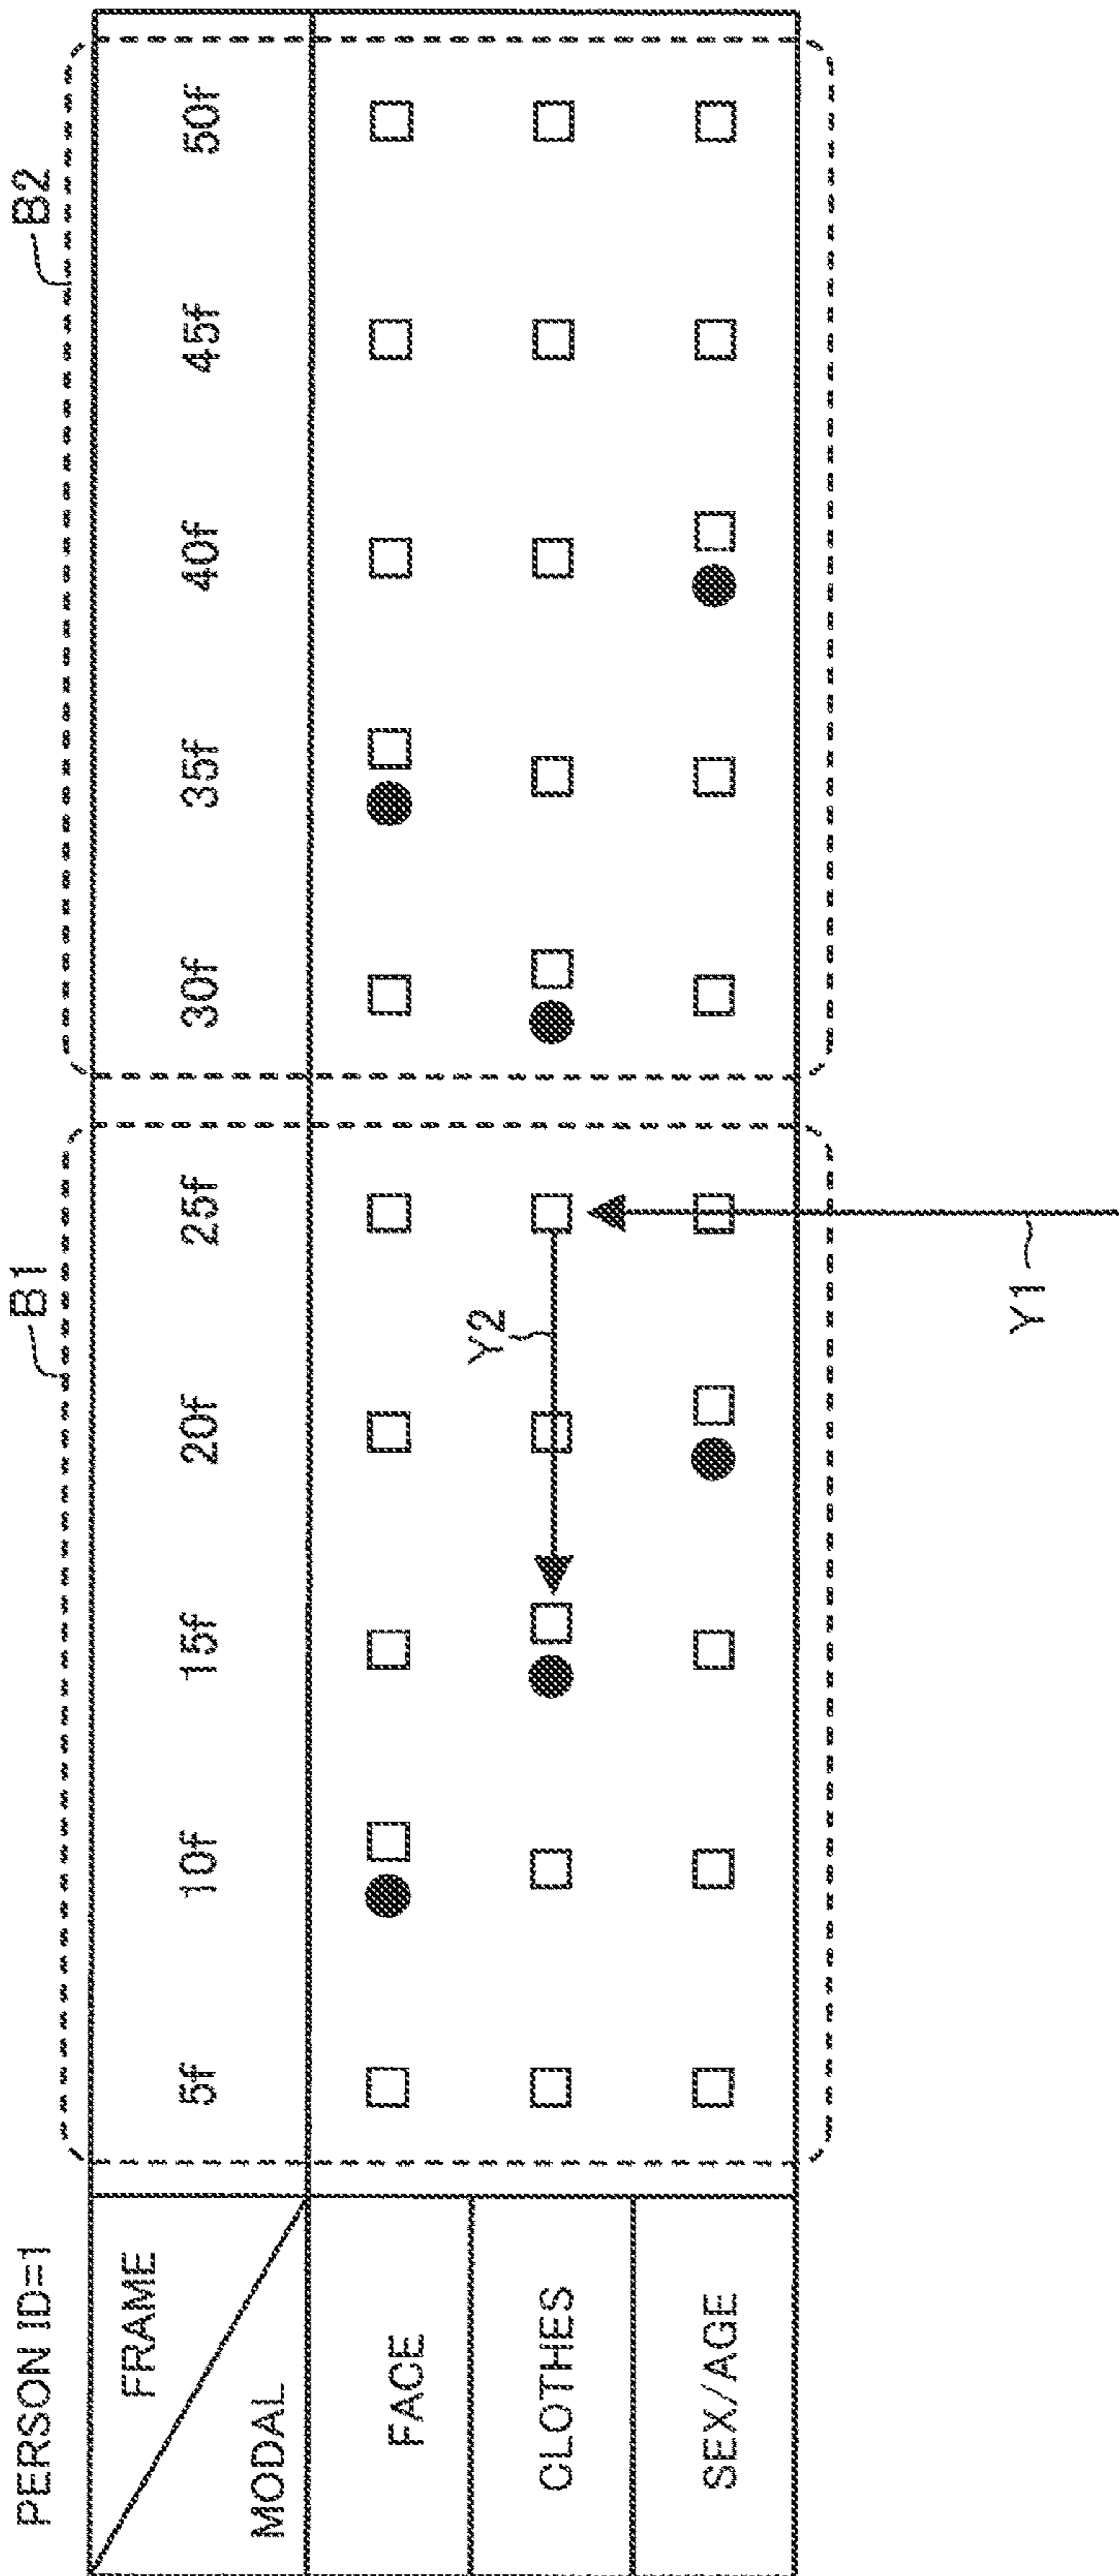 PERSON ID=1
B1
B2
FRAME
MODAL
5f 10f 15f 20f 25f 30f 35f 40f 45f 50f
FACE
Y2
CLOTHES
SEX/AGE
Y1